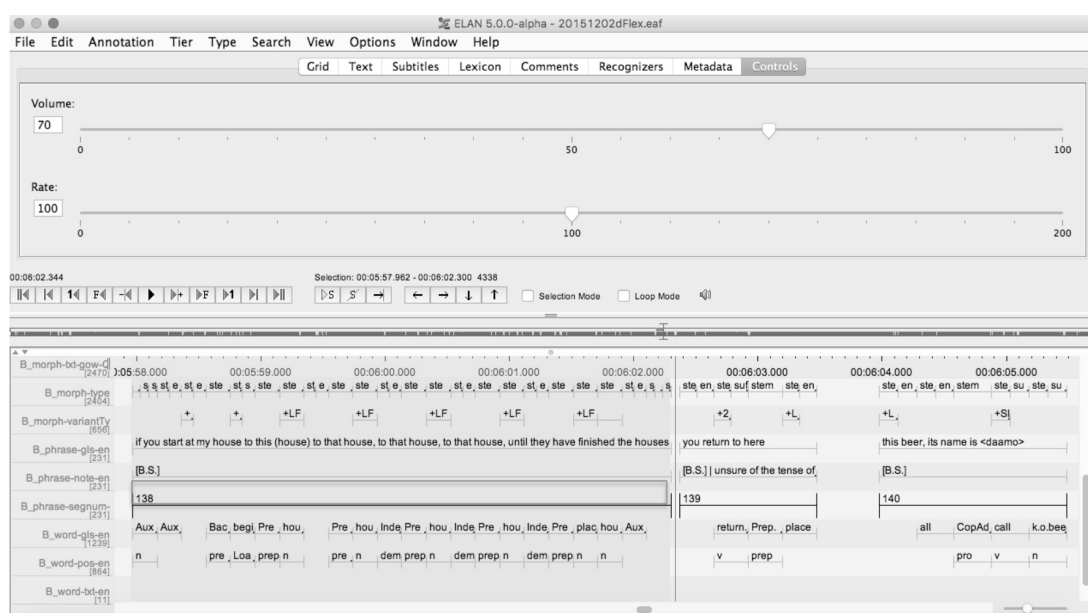 ELAN 5.0.0-alpha - 20151202dFlex.eaf
File Edit Annotation Tier Type Search View Options Window Help
Grid Text Subtitles Lexicon Comments Recognizers Metadata Controls
Volume:
70
0 50 100
Rate:
100
0 100 200
00:06:02.344 Selection: 00:05:57.962 - 00:06:02.300 4338
Selection Mode Loop Mode
B_morph-txt-gow-
[2470] 05:58.000 00:05:59.000 00:06:00.000 00:06:01.000 00:06:02.000 00:06:03.000 00:06:04.000 00:06:05.000
B_morph-type
[2404]
ste en ste suf stem ste en ste en ste en stem ste su ste su
B_morph-variantTy
[656]
+ + +LF +LF +LF +LF +LF +2 +L +L +S
B_phrase-gls-en
[231]
if you start at my house to this (house) to that house, to that house, to that house, until they have finished the houses you return to here this beer, its name is <daamo>
B_phrase-note-en
[231]
[B.S.] [B.S.] | unsure of the tense of [B.S.]
B_phrase-segnum-
[231]
138 139 140
B_word-gls-en
[1239]
Aux Aux Bac begi Pre hou Pre hou Inde Pre hou Inde Pre hou Inde Pre plac hou Aux return. Prep. place all CopAd call k.o.bee
B_word-pos-en
[864]
n pre Loa prep n pre n dem prep n dem prep n dem prep n n v prep pro v n
B_word-txt-en
[11]